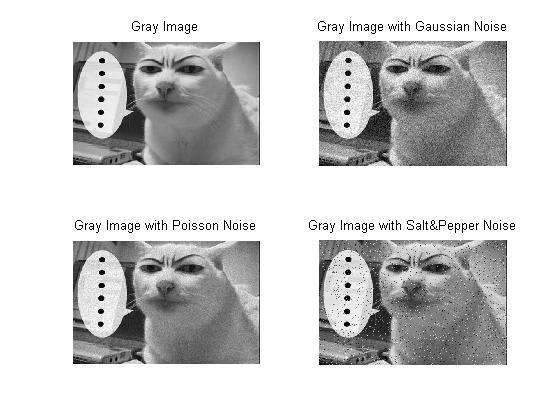 Gray Image
Gray Image with Gaussian Noise
Gray Image with Poisson Noise
Gray Image with Salt&Pepper Noise